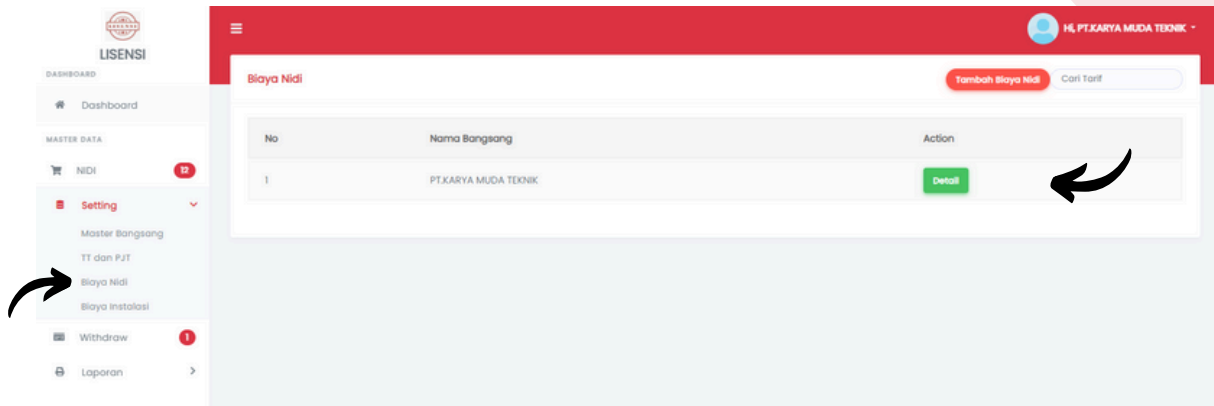 LISENSI
DASHBOARD
Dashboard
MASTER DATA
NIDI 12
Setting
Master Bangsang
TT dan PJT
Biaya Nidi
Biaya Instalasi
Withdraw 1
Laporan
Hi, PT.KARYA MUDA TEKNIK
Biaya Nidi
Tambah Biaya Nidi Cari Tarif
No Nama Bangsang Action
1 PT.KARYA MUDA TEKNIK Detail